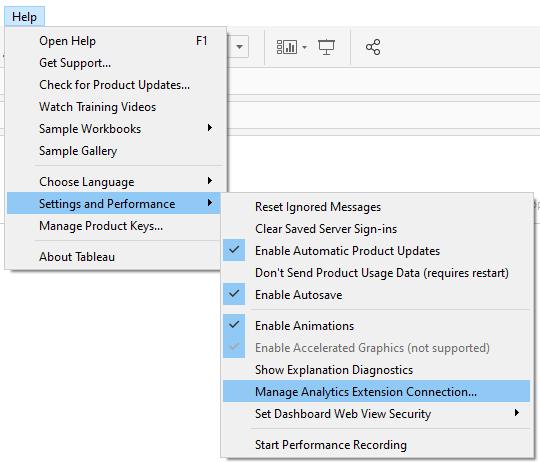 Help
Open Help F1
Get Support...
Check for Product Updates...
Watch Training Videos
Sample Workbooks
Sample Gallery
Choose Language
Settings and Performance
Manage Product Keys...
About Tableau
Reset Ignored Messages
Clear Saved Server Sign-ins
Enable Automatic Product Updates
Don't Send Product Usage Data (requires restart)
Enable Autosave
Enable Animations
Enable Accelerated Graphics (not supported)
Show Explanation Diagnostics
Manage Analytics Extension Connection...
Set Dashboard Web View Security
Start Performance Recording